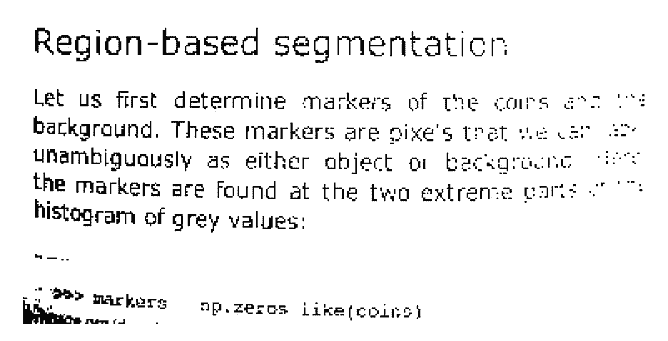 Region-based segmentation
Let us first determine markers of the coins and the
background. These markers are pixels that we can
unambiguously as either object or background
the markers are found at the two extreme parts of the
histogram of grey values:
>>> markers np.zeros like(coins)